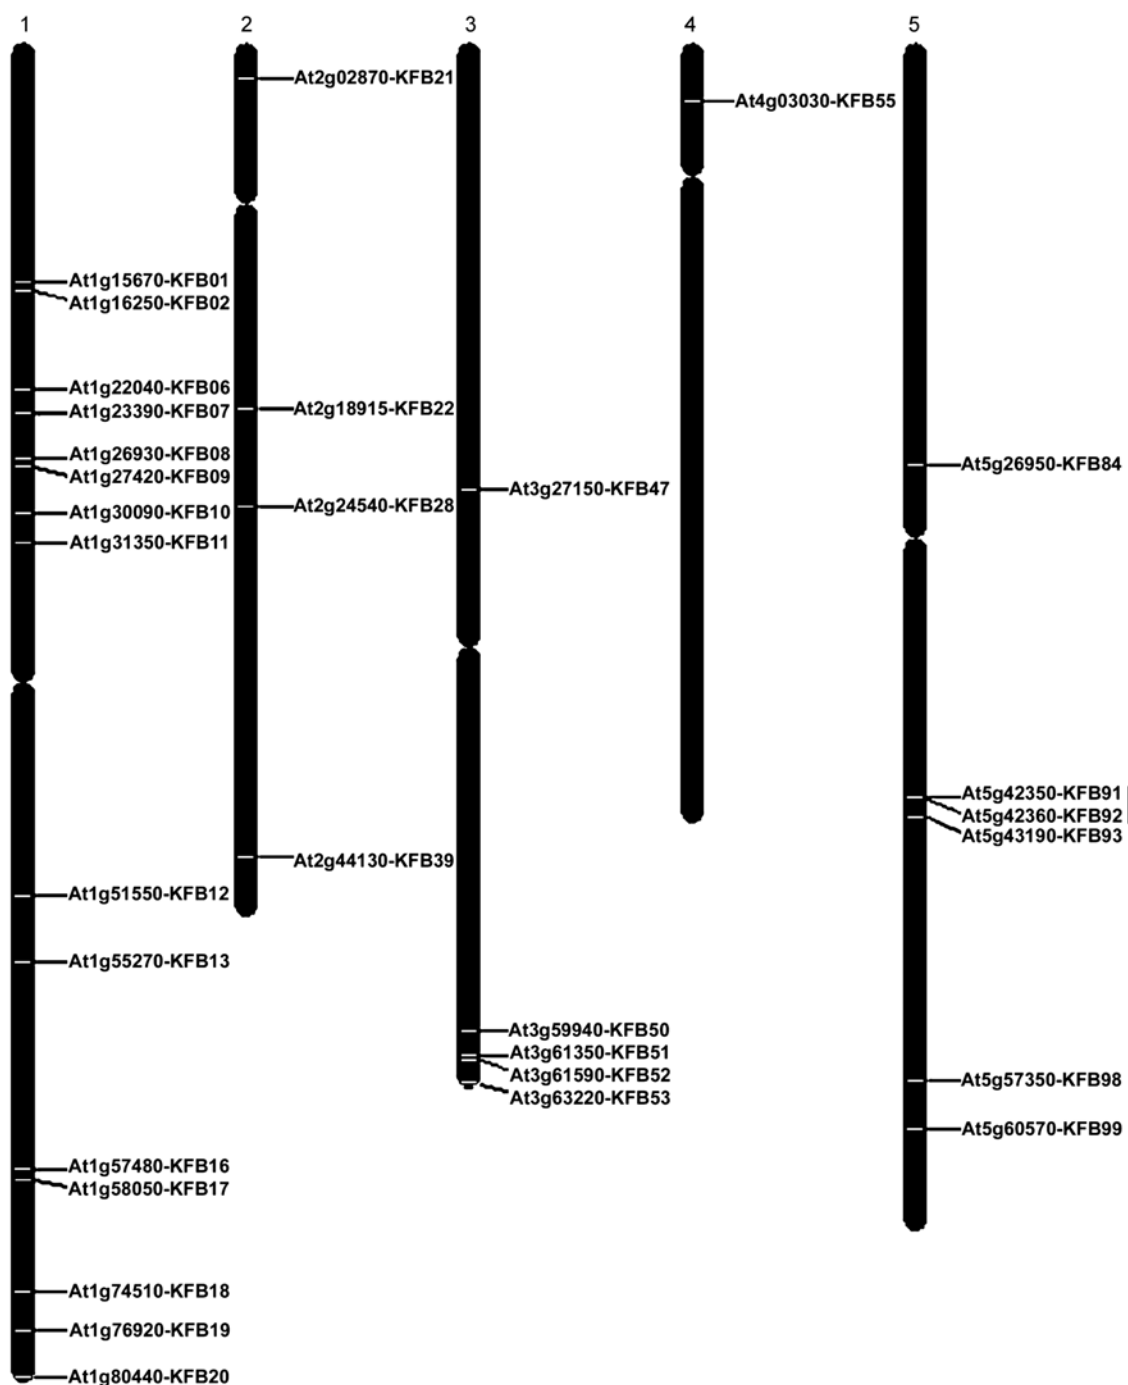 1
2
3
4
5
At1g15670-KFB01
At1g16250-KFB02
At1g22040-KFB06
At1g23390-KFB07
At1g26930-KFB08
At1g27420-KFB09
At1g30090-KFB10
At1g31350-KFB11
At1g51550-KFB12
At1g55270-KFB13
At1g57480-KFB16
At1g58050-KFB17
At1g74510-KFB18
At1g76920-KFB19
At1g80440-KFB20
At2g02870-KFB21
At2g18915-KFB22
At2g24540-KFB28
At2g44130-KFB39
At3g27150-KFB47
At3g59940-KFB50
At3g61350-KFB51
At3g61590-KFB52
At3g63220-KFB53
At4g03030-KFB55
At5g26950-KFB84
At5g42350-KFB91
At5g42360-KFB92
At5g43190-KFB93
At5g57350-KFB98
At5g60570-KFB99